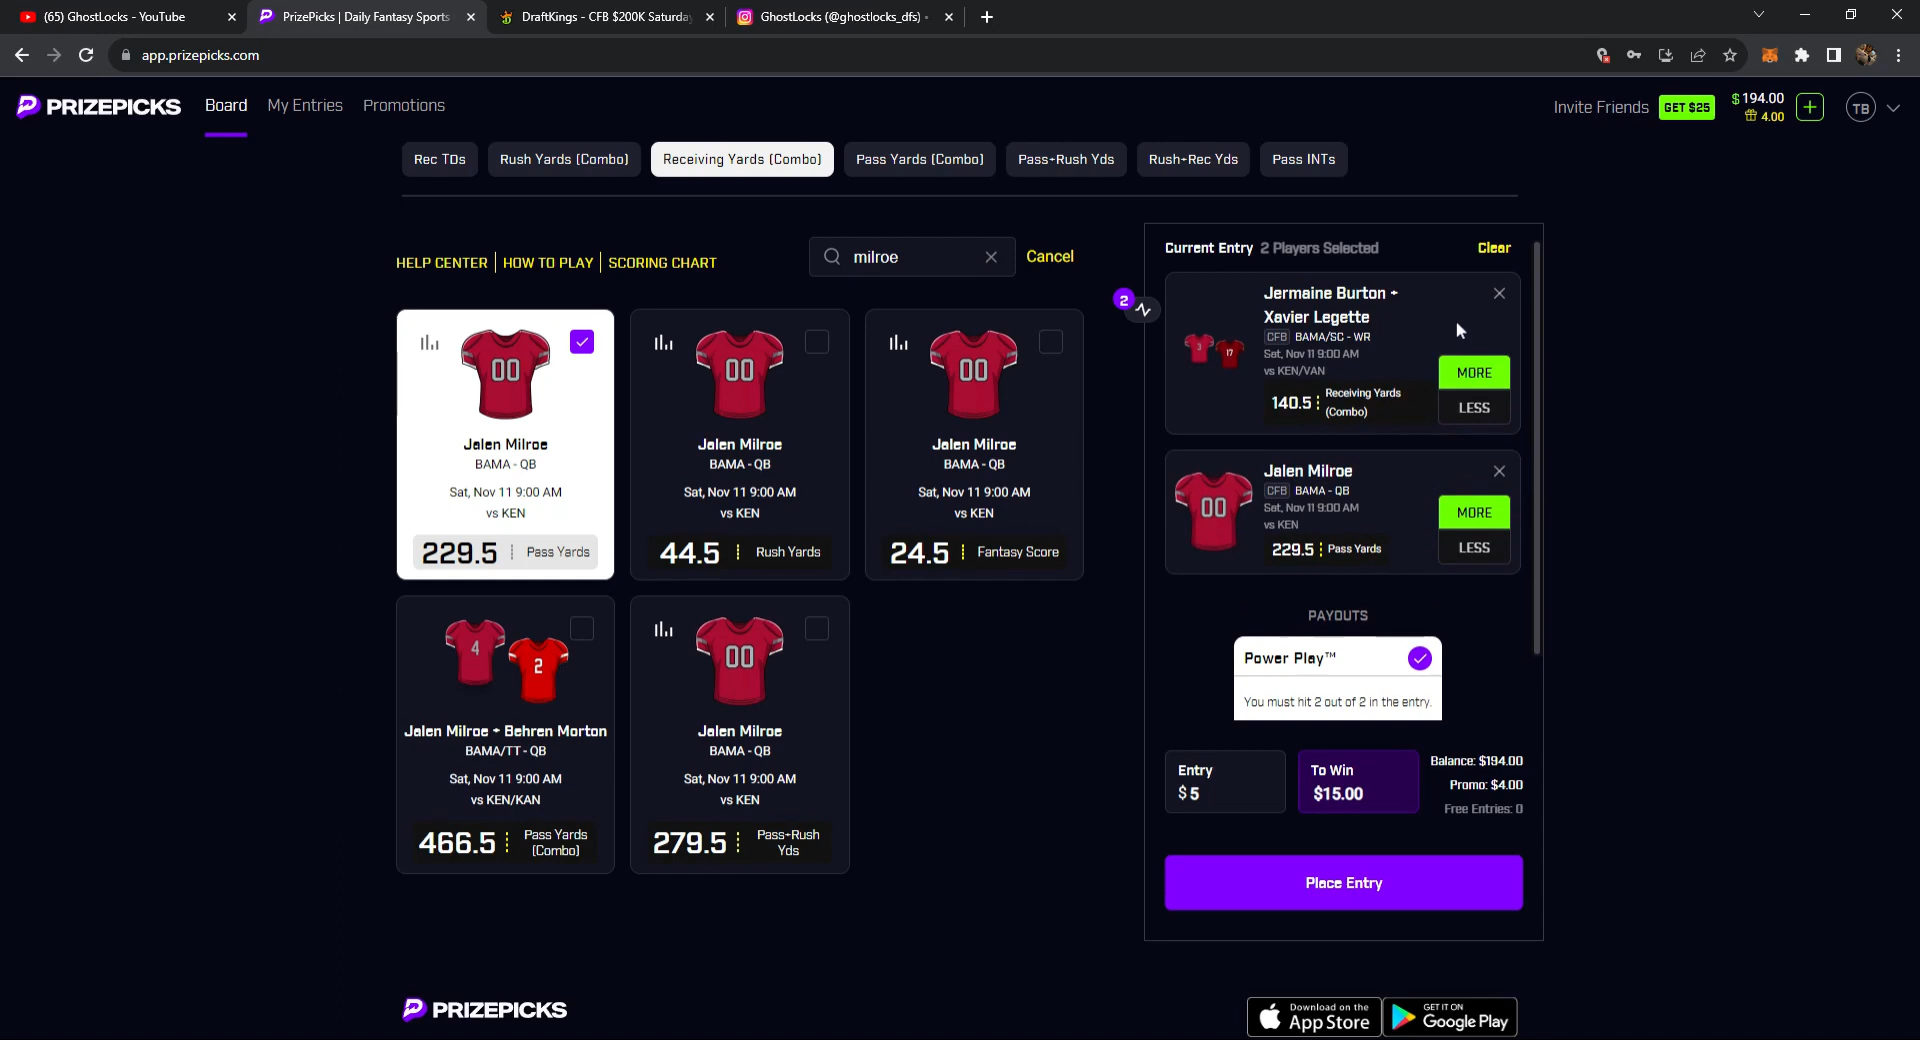 (65) GhostLocks - YouTube
PrizePicks | Daily Fantasy Sports
DraftKings - CFB $200K Saturday
GhostLocks (@ghostlocks_dfs) •
app.prizepicks.com
PRIZEPICKS
Board
My Entries
Promotions
Invite Friends
GET $25
$194.00
4.00
TB
Rec TDs
Rush Yards (Combo)
Receiving Yards (Combo)
Pass Yards (Combo)
Pass+Rush Yds
Rush+Rec Yds
Pass INTs
HELP CENTER
HOW TO PLAY
SCORING CHART
milroe
Cancel
00
Jalen Milroe
BAMA - QB
Sat, Nov 11 9:00 AM
vs KEN
229.5 Pass Yards
00
Jalen Milroe
BAMA - QB
Sat, Nov 11 9:00 AM
vs KEN
44.5 Rush Yards
00
Jalen Milroe
BAMA - QB
Sat, Nov 11 9:00 AM
vs KEN
24.5 Fantasy Score
4
2
Jalen Milroe + Behren Morton
BAMA/TT - QB
Sat, Nov 11 9:00 AM
vs KEN/KAN
466.5 Pass Yards
(Combo)
00
Jalen Milroe
BAMA - QB
Sat, Nov 11 9:00 AM
vs KEN
279.5 Pass+Rush
Yds
Current Entry 2 Players Selected
Clear
2
3
17
Jermaine Burton +
Xavier Legette
CFB BAMA/SC - WR
Sat, Nov 11 9:00 AM
vs KEN/VAN
140.5 Receiving Yards
(Combo)
MORE
LESS
00
Jalen Milroe
CFB BAMA - QB
Sat, Nov 11 9:00 AM
vs KEN
229.5 Pass Yards
MORE
LESS
PAYOUTS
Power Play™
You must hit 2 out of 2 in the entry.
Entry
$ 5
To Win
$15.00
Balance: $194.00
Promo: $4.00
Free Entries: 0
Place Entry
PRIZEPICKS
Download on the
App Store
GET IT ON
Google Play